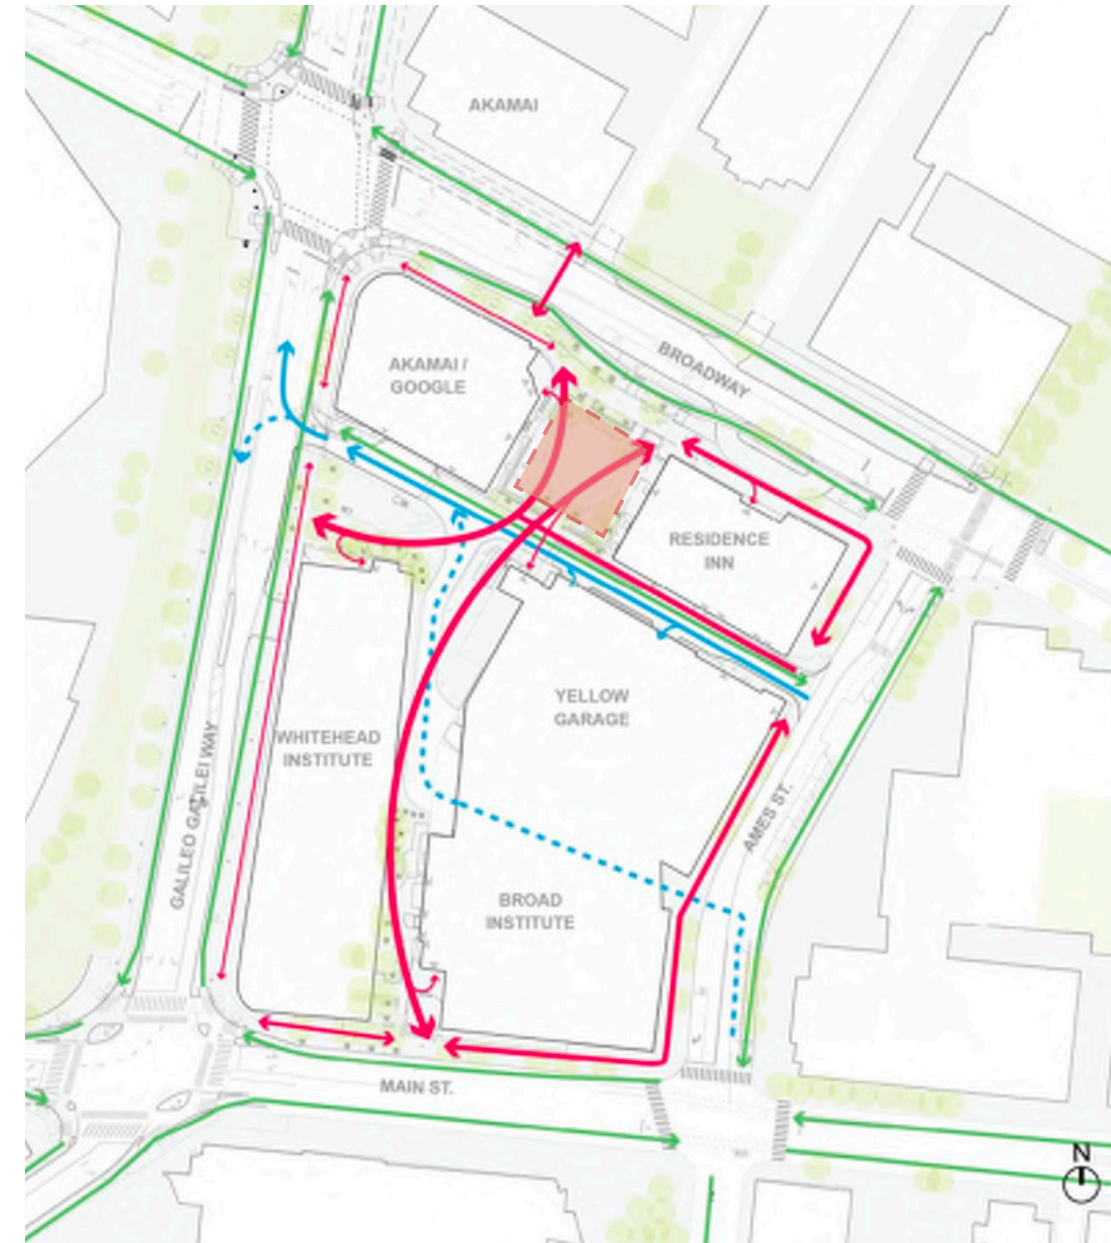 AKAMAI
BROADWAY
AKAMAI /
GOOGLE
RESIDENCE
INN
YELLOW
GARAGE
WHITEHEAD
INSTITUTE
GALILEO GALILEI WAY
AMES ST.
BROAD
INSTITUTE
MAIN ST.
N